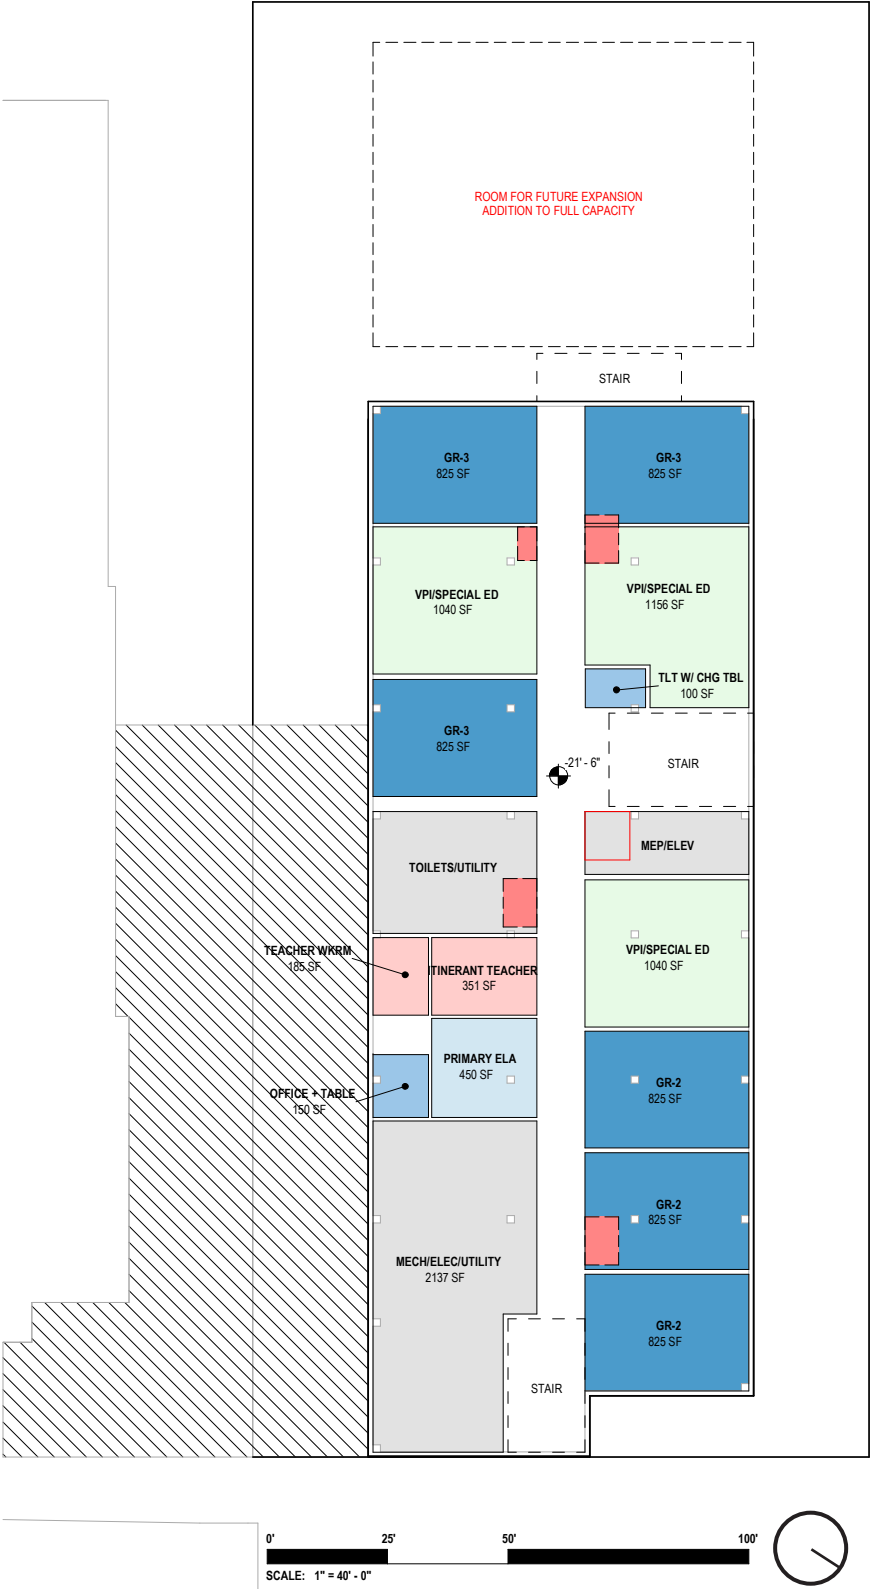 ROOM FOR FUTURE EXPANSION
ADDITION TO FULL CAPACITY
STAIR
GR-3
825 SF
GR-3
825 SF
VPI/SPECIAL ED
1040 SF
VPI/SPECIAL ED
1156 SF
TLT W/ CHG TBL
100 SF
GR-3
825 SF
-21' - 6"
STAIR
MEP/ELEV
TOILETS/UTILITY
TEACHER WKRM
185 SF
ITINERANT TEACHER
351 SF
VPI/SPECIAL ED
1040 SF
PRIMARY ELA
450 SF
OFFICE + TABLE
150 SF
GR-2
825 SF
GR-2
825 SF
MECH/ELEC/UTILITY
2137 SF
GR-2
825 SF
STAIR
0' 25' 50' 100'
SCALE: 1" = 40' - 0"